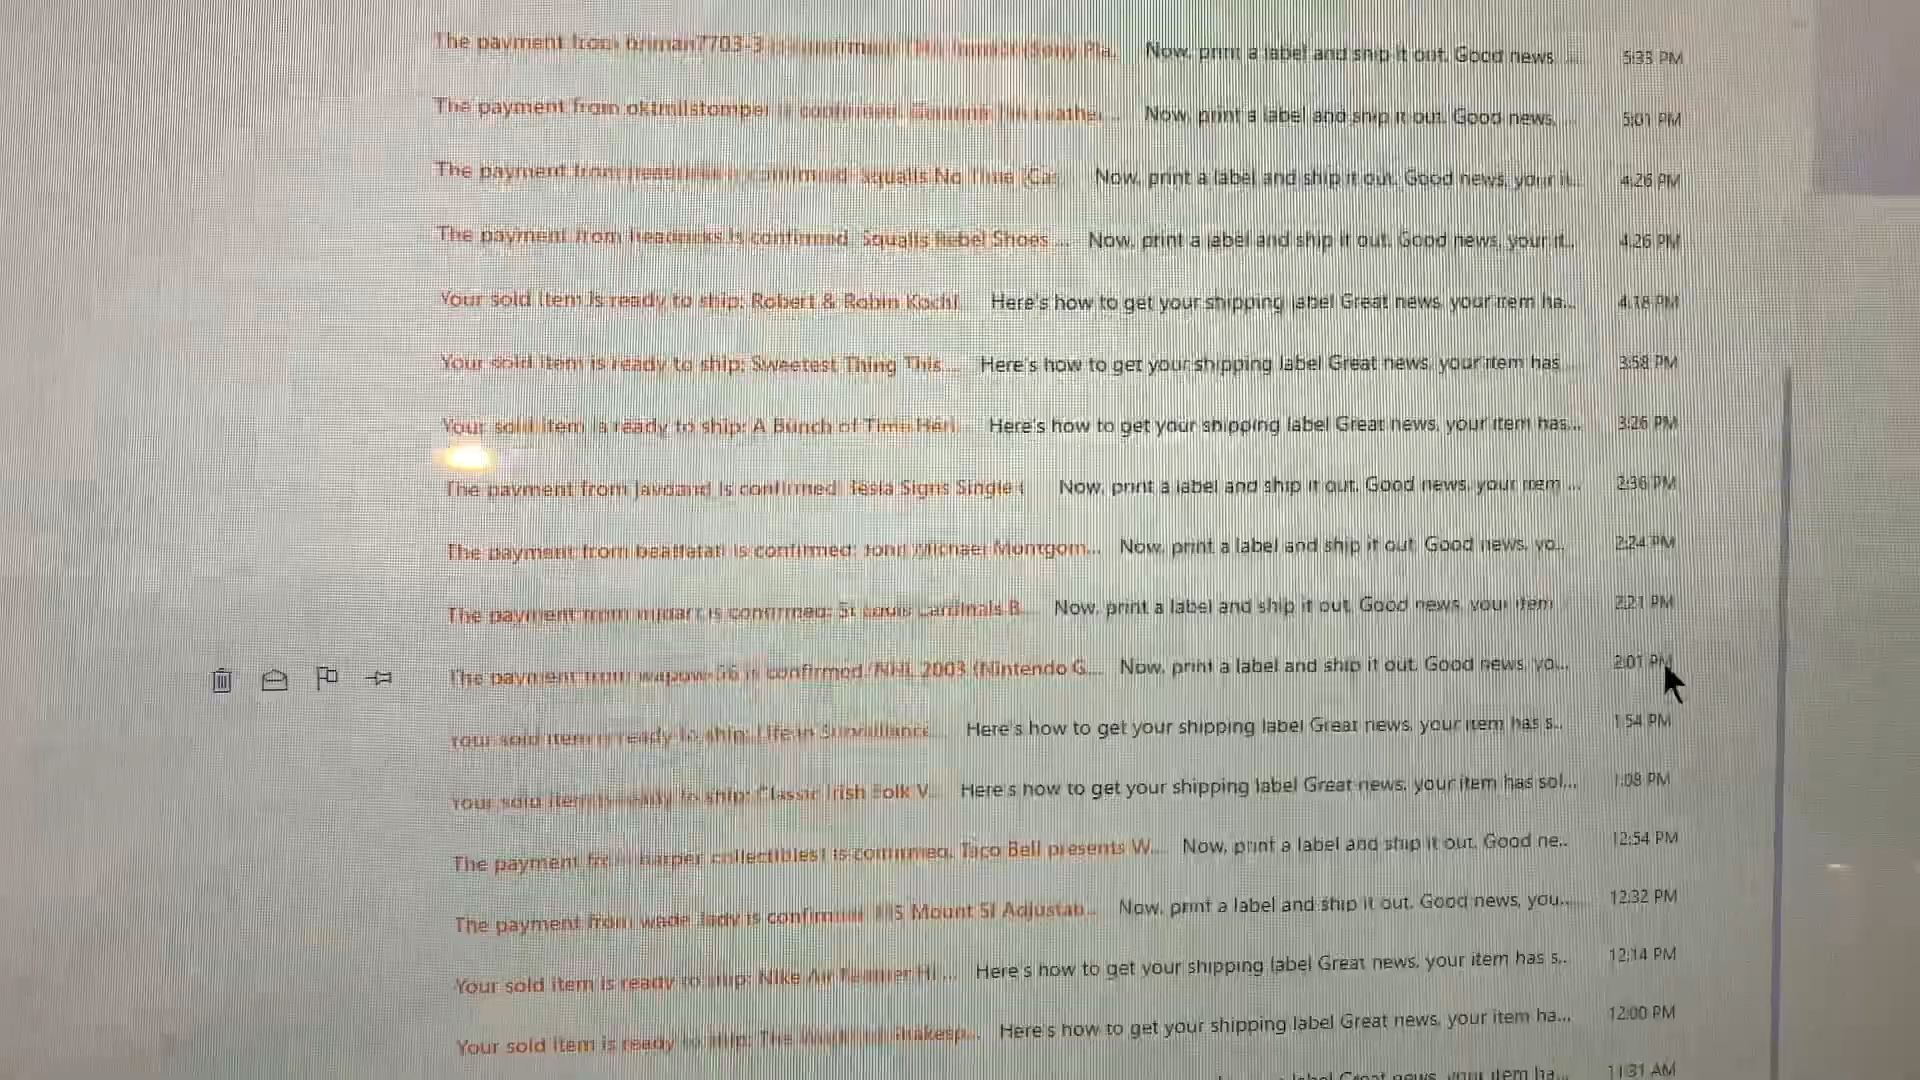 The payment from briman7703-3 is confirmed (Sony Pla... Now, print a label and ship it out. Good news ... 5:33 PM
The payment from oktmilstomper is confirmed. Now, print a label and ship it out. Good news, ... 5:01 PM
The payment from is confirmed. Squalls No Time (Cas Now, print a label and ship it out. Good news, your it... 4:26 PM
The payment from headricks is confirmed. Squalls Rebel Shoes ... Now, print a label and ship it out. Good news, your it... 4:26 PM
Your sold item is ready to ship: Robert & Robin Kochl Here's how to get your shipping label Great news, your item ha... 4:18 PM
Your sold item is ready to ship: Sweetest Thing This ... Here's how to get your shipping label Great news, your item has 3:58 PM
Your sold item is ready to ship: A Bunch of Time Here's how to get your shipping label Great news, your item has... 3:26 PM
The payment from is confirmed. Tesla Signs Single ( Now, print a label and ship it out. Good news, your item ... 2:36 PM
The payment from is confirmed: John Michael Montgom... Now, print a label and ship it out. Good news, yo... 2:24 PM
The payment from is confirmed: St Louis Cardinals B... Now, print a label and ship it out. Good news, your item 2:21 PM
The payment from wapow-56 is confirmed: NHL 2003 (Nintendo G... Now, print a label and ship it out. Good news, yo... 2:01 PM
Your sold item is ready to ship: Life in Surveillance Here's how to get your shipping label Great news, your item has s... 1:54 PM
Your sold item is ready to ship: Classic Irish Folk V... Here's how to get your shipping label Great news, your item has sol... 1:08 PM
The payment from harper collectibles1 is confirmed. Taco Bell presents W... Now, print a label and ship it out. Good ne... 12:54 PM
The payment from wade lady is confirmed Mount SI Adjustab... Now, print a label and ship it out. Good news, you... 12:32 PM
Your sold item is ready to ship: Nike Air Hi ... Here's how to get your shipping label Great news, your item has s... 12:14 PM
Your sold item is ready to ship: The Shakesp... Here's how to get your shipping label Great news, your item ha... 12:00 PM
label Great news, your item ha... 11:31 AM